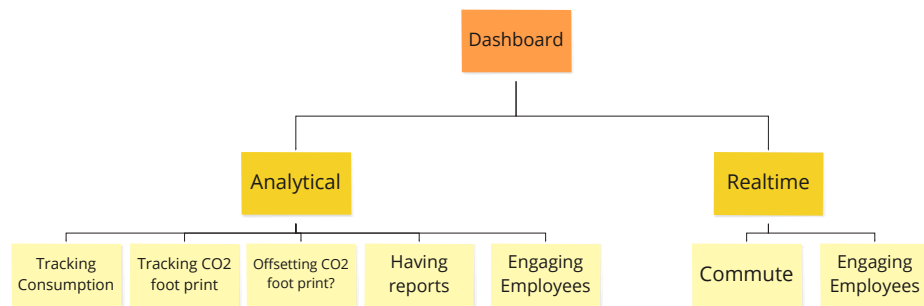 Dashboard
Analytical
Realtime
Tracking
Consumption
Tracking CO2
foot print
Offsetting CO2
foot print?
Having
reports
Engaging
Employees
Commute
Engaging
Employees